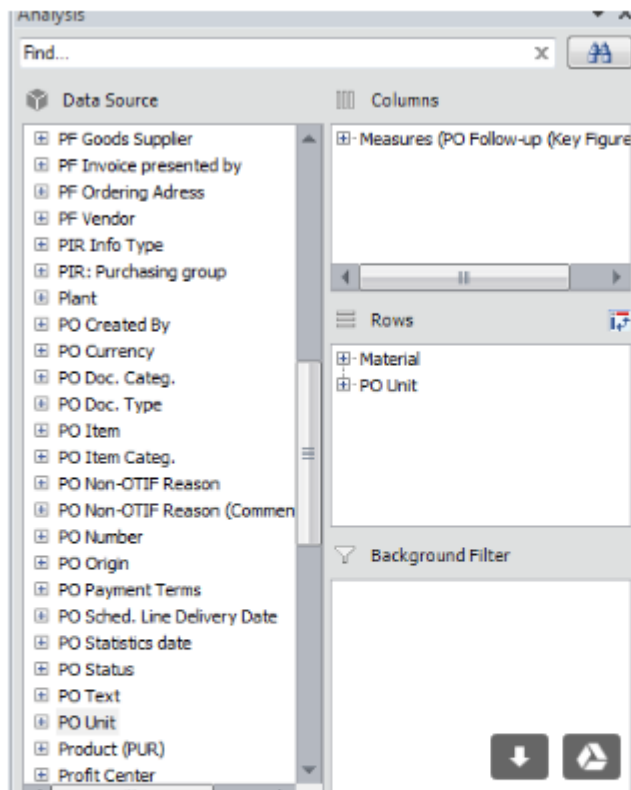 Analysis
Find...
Data Source
PF Goods Supplier
PF Invoice presented by
PF Ordering Adress
PF Vendor
PIR Info Type
PIR: Purchasing group
Plant
PO Created By
PO Currency
PO Doc. Categ.
PO Doc. Type
PO Item
PO Item Categ.
PO Non-OTIF Reason
PO Non-OTIF Reason (Commen
PO Number
PO Origin
PO Payment Terms
PO Sched. Line Delivery Date
PO Statistics date
PO Status
PO Text
PO Unit
Product (PUR)
Profit Center
Columns
Measures (PO Follow-up (Key Figure
Rows
Material
PO Unit
Background Filter